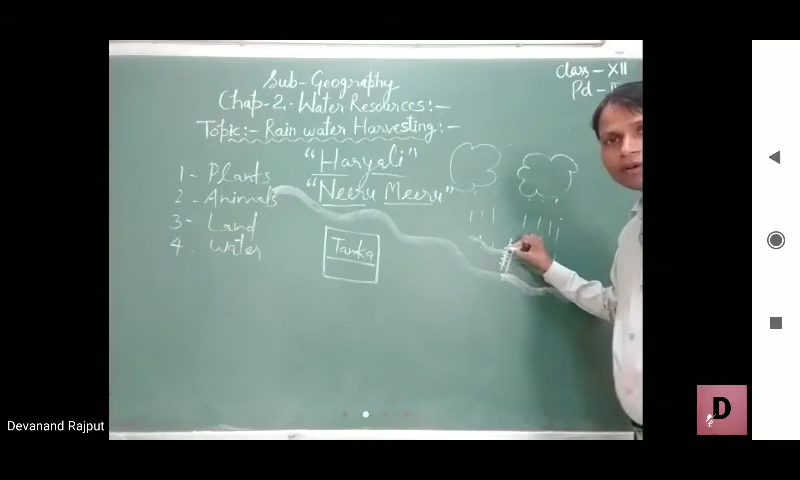 Class - XII
Pd -
Sub- Geography
Chap-2.- Water Resources:-
Topic:- Rain water Harvesting:-
"Haryali"
"Neeru Meeru"
1- Plants
2- Animals
3- Land
4. Water
Tanka
Devanand Rajput
D